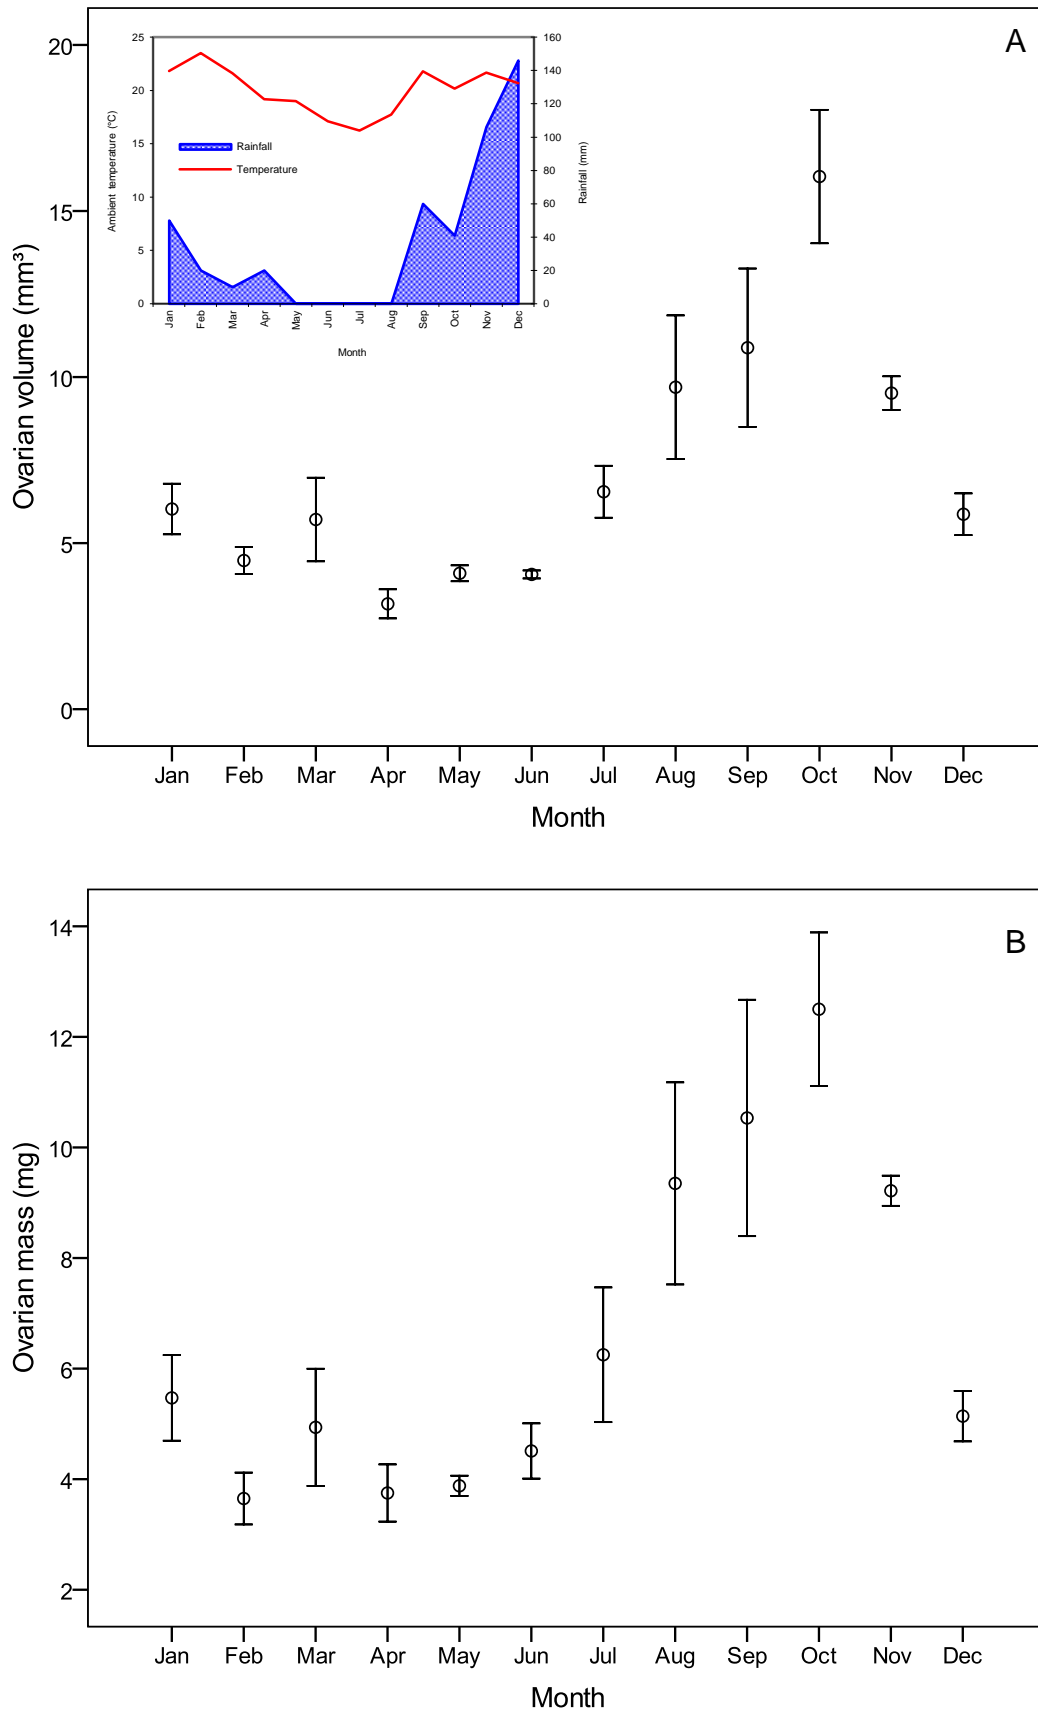 A
20
15
10
5
0
Ovarian volume (mm³)
Jan Feb Mar Apr May Jun Jul Aug Sep Oct Nov Dec
Month
25
20
15
10
5
0
Ambient temperature (°C)
Rainfall
Temperature
160
140
120
100
80
60
40
20
0
Rainfall (mm)
Jan Feb Mar Apr May Jun Jul Aug Sep Oct Nov Dec
Month
B
14
12
10
8
6
4
2
Ovarian mass (mg)
Jan Feb Mar Apr May Jun Jul Aug Sep Oct Nov Dec
Month